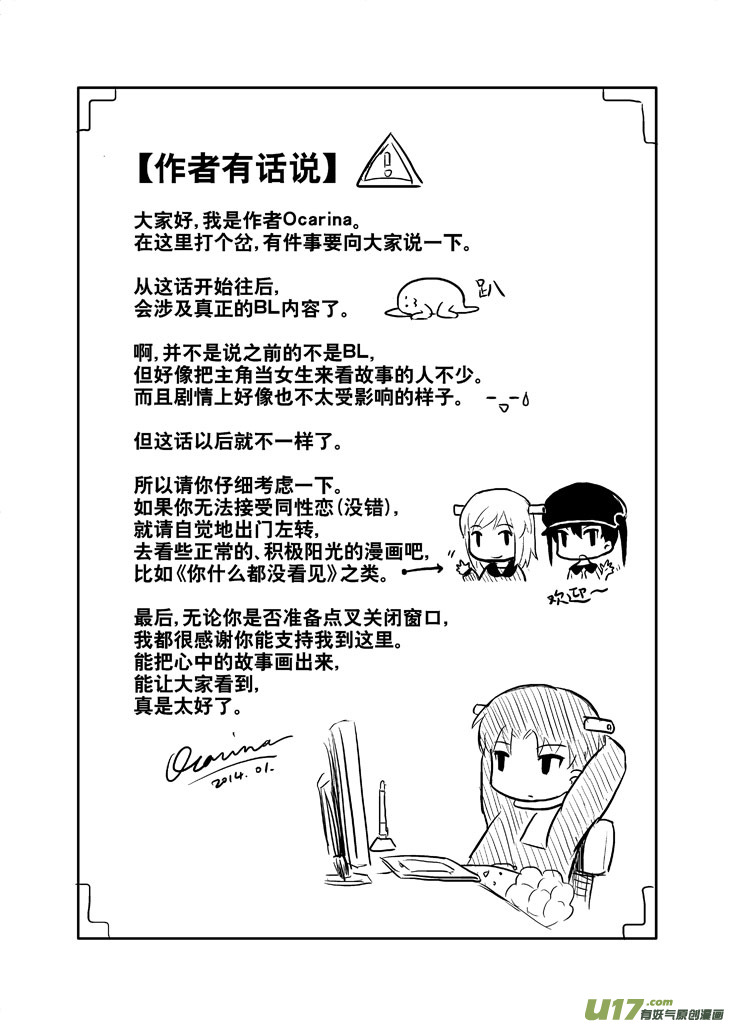 【作者有话说】
大家好,我是作者Ocarina。
在这里打个岔,有件事要向大家说一下。
从这话开始往后,
会涉及真正的BL内容了。
趴
啊,并不是说之前的不是BL,
但好像把主角当女生来看故事的人不少。
而且剧情上好像也不太受影响的样子。
但这话以后就不一样了。
所以请你仔细考虑一下。
如果你无法接受同性恋(没错),
就请自觉地出门左转,
去看些正常的、积极阳光的漫画吧,
比如《你什么都没看见》之类。
欢迎~
最后,无论你是否准备点叉关闭窗口,
我都很感谢你能支持我到这里。
能把心中的故事画出来,
能让大家看到,
真是太好了。
Ocarina
2014.01.
U17.com
有妖气原创漫画